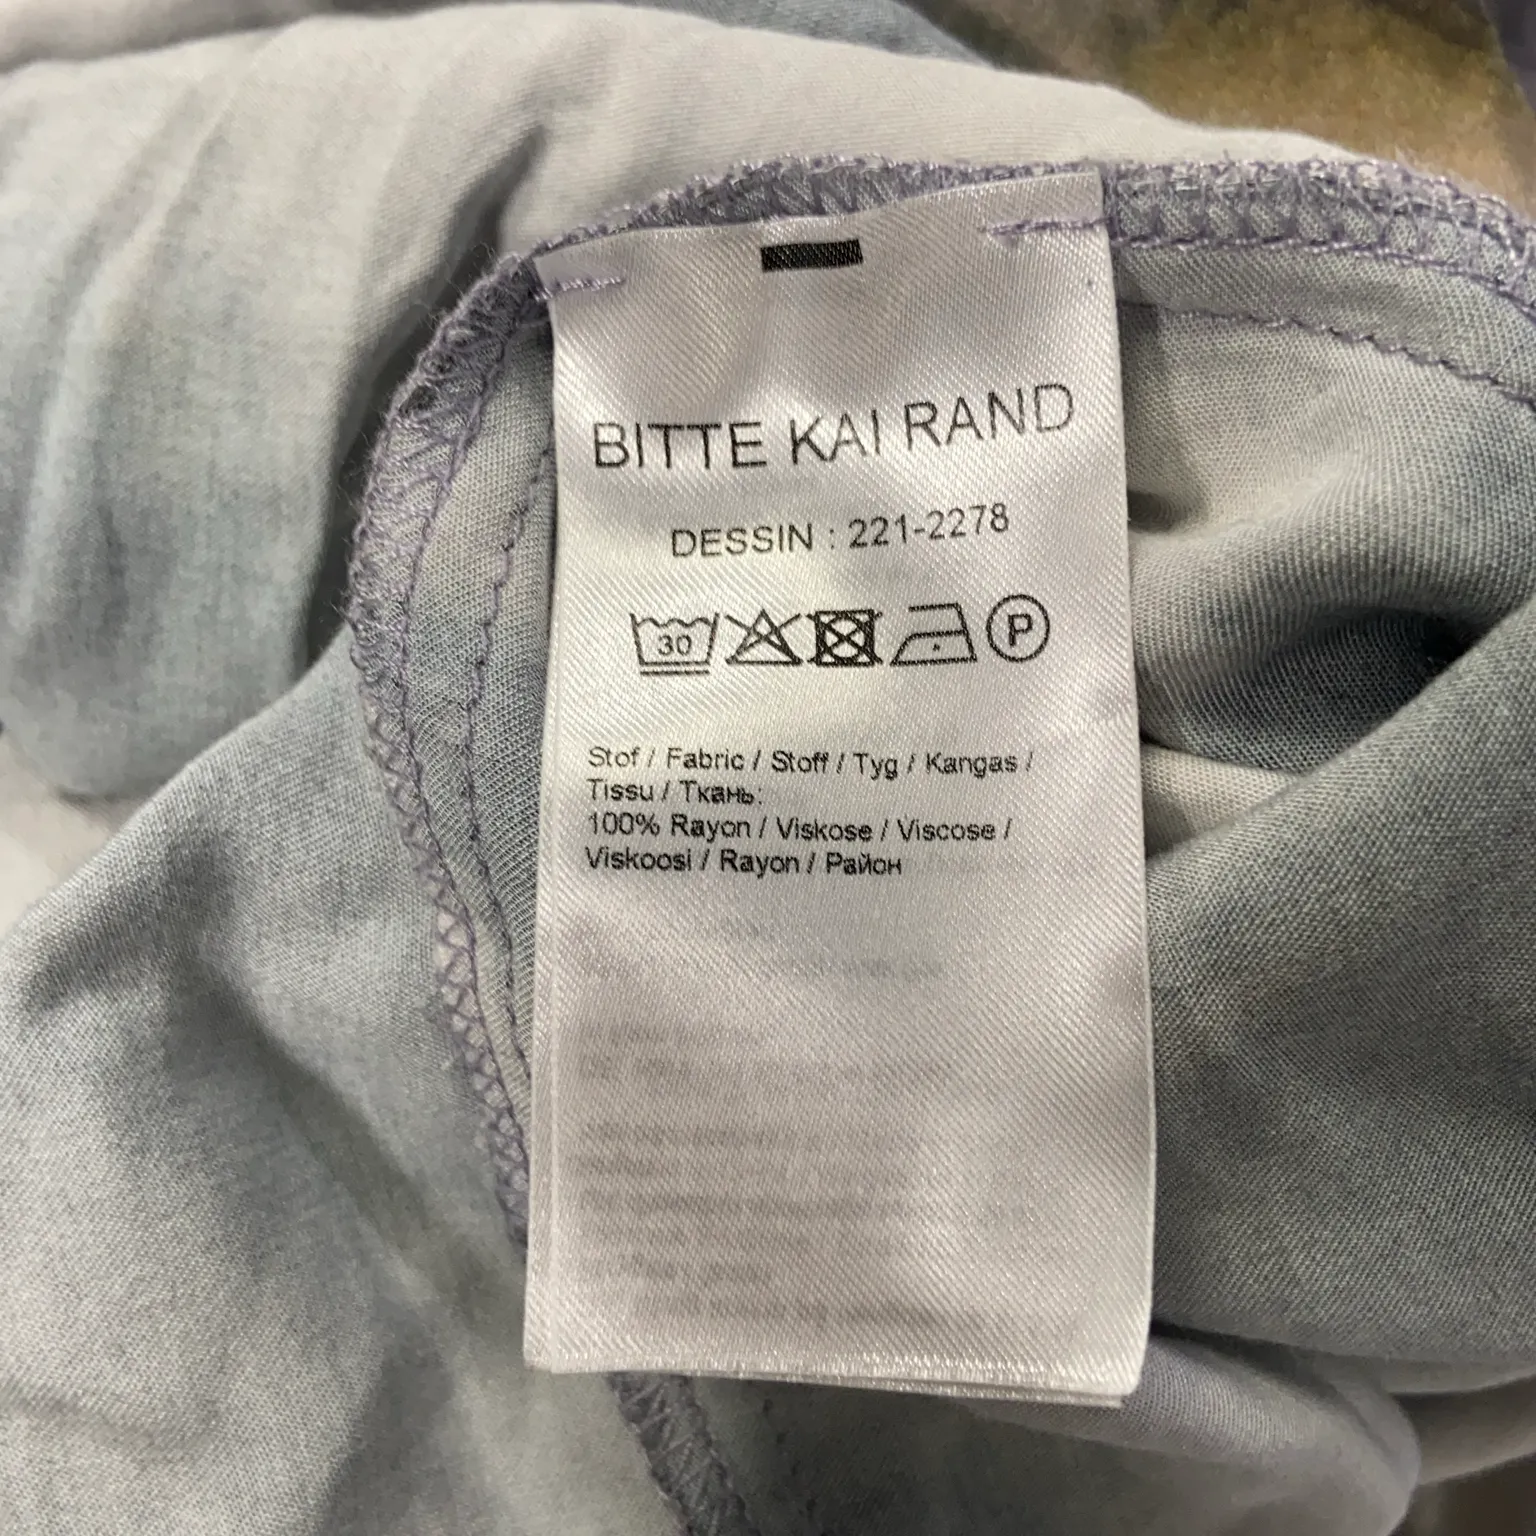 BITTE KAI RAND
DESSIN : 221-2278
30 P
Stof / Fabric / Stoff / Tyg / Kangas /
Tissu / Ткань:
100% Rayon / Viskose / Viscose /
Viskoosi / Rayon / Район